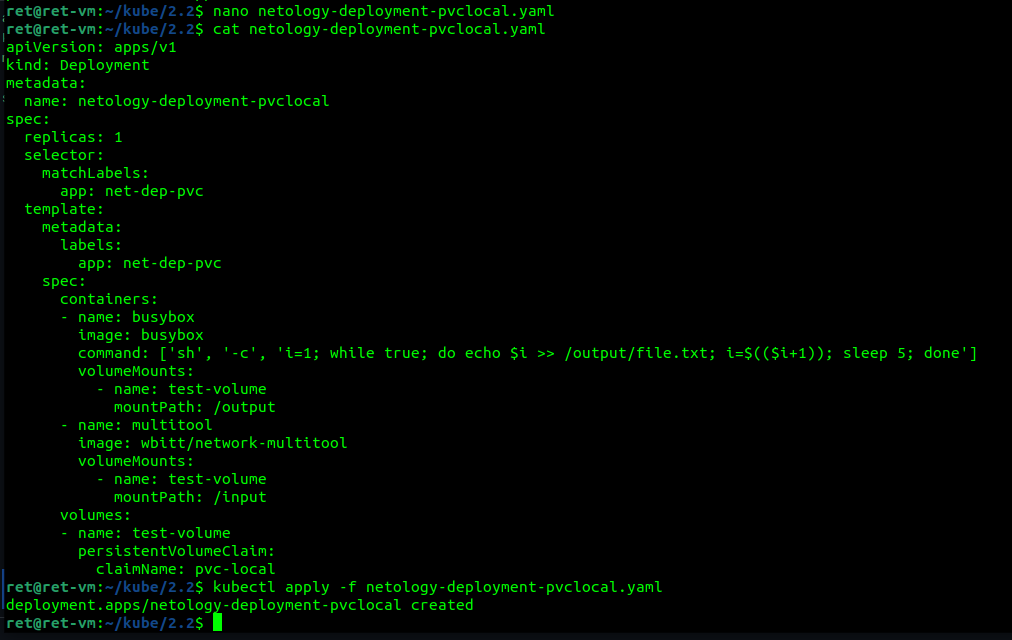 ret@ret-vm:~/kube/2.2$ nano netology-deployment-pvclocal.yaml
ret@ret-vm:~/kube/2.2$ cat netology-deployment-pvclocal.yaml
apiVersion: apps/v1
kind: Deployment
metadata:
  name: netology-deployment-pvclocal
spec:
  replicas: 1
  selector:
    matchLabels:
      app: net-dep-pvc
  template:
    metadata:
      labels:
        app: net-dep-pvc
    spec:
      containers:
      - name: busybox
        image: busybox
        command: ['sh', '-c', 'i=1; while true; do echo $i >> /output/file.txt; i=$(($i+1)); sleep 5; done']
        volumeMounts:
          - name: test-volume
            mountPath: /output
      - name: multitool
        image: wbitt/network-multitool
        volumeMounts:
          - name: test-volume
            mountPath: /input
      volumes:
      - name: test-volume
        persistentVolumeClaim:
          claimName: pvc-local
ret@ret-vm:~/kube/2.2$ kubectl apply -f netology-deployment-pvclocal.yaml
deployment.apps/netology-deployment-pvclocal created
ret@ret-vm:~/kube/2.2$